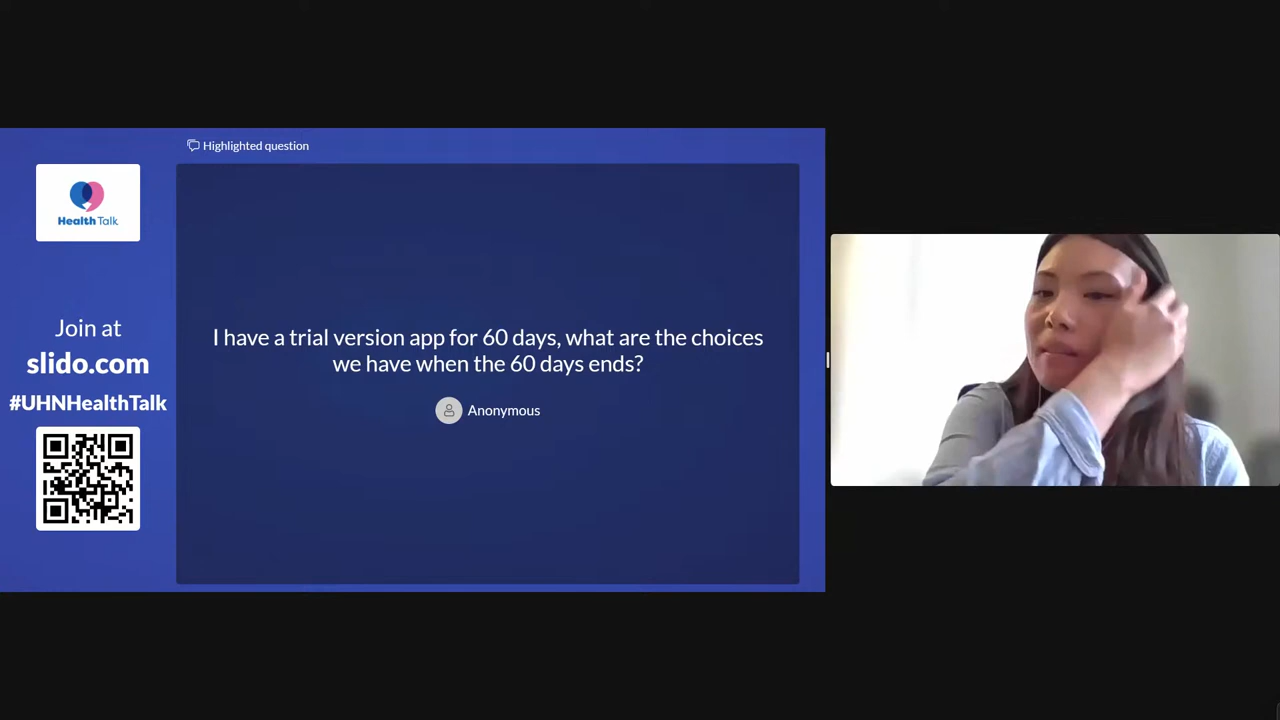 Highlighted question
Health Talk
Join at
slido.com
#UHNHealthTalk
I have a trial version app for 60 days, what are the choices
we have when the 60 days ends?
Anonymous